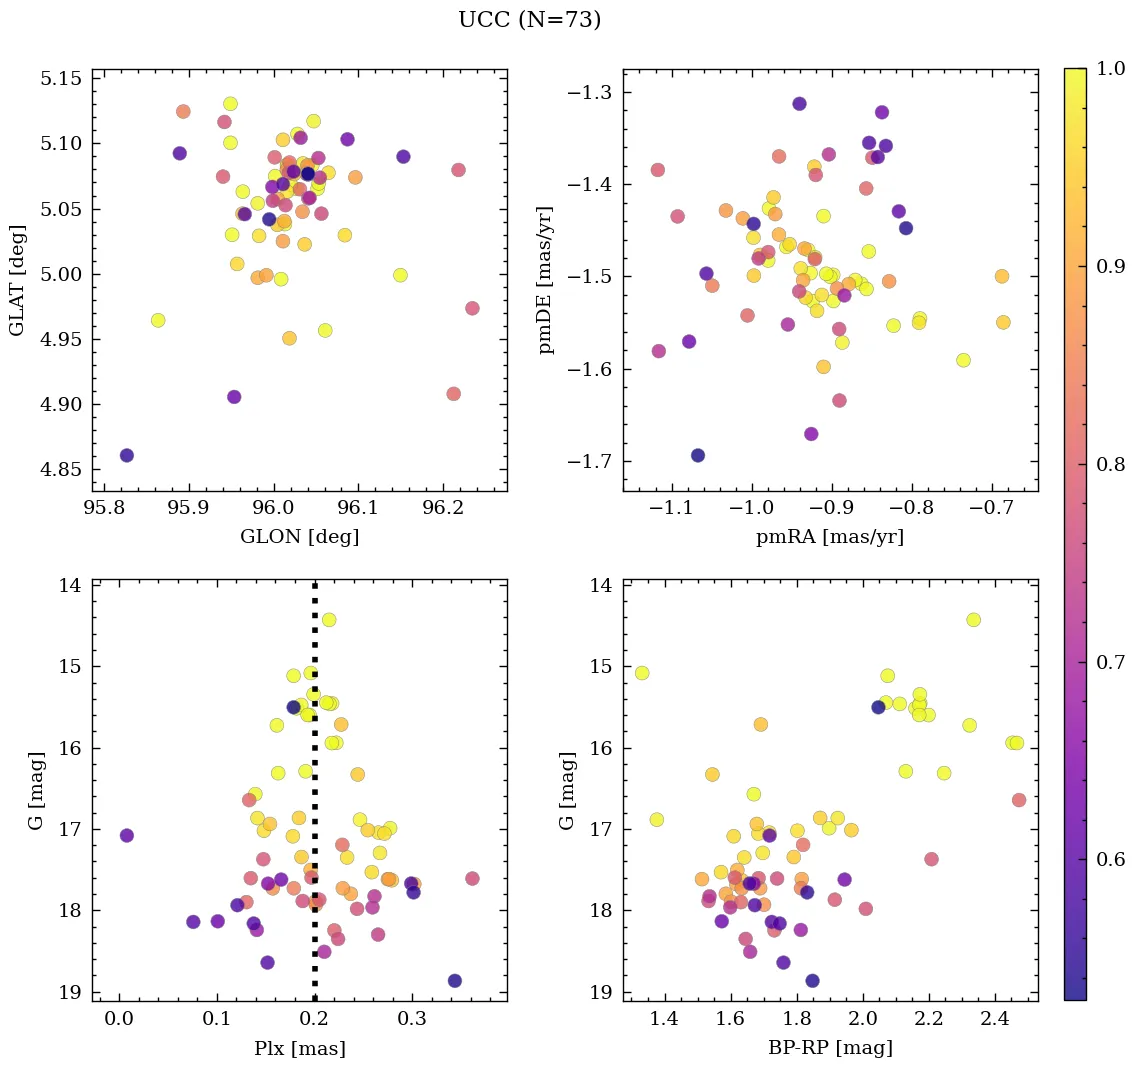 UCC (N=73)
5.15
5.10
5.05
5.00
4.95
4.90
4.85
GLAT [deg]
95.8 95.9 96.0 96.1 96.2
GLON [deg]
−1.3
−1.4
−1.5
−1.6
−1.7
pmDE [mas/yr]
−1.1 −1.0 −0.9 −0.8 −0.7
pmRA [mas/yr]
14
15
16
17
18
19
G [mag]
0.0 0.1 0.2 0.3
Plx [mas]
14
15
16
17
18
19
G [mag]
1.4 1.6 1.8 2.0 2.2 2.4
BP-RP [mag]
1.0
0.9
0.8
0.7
0.6